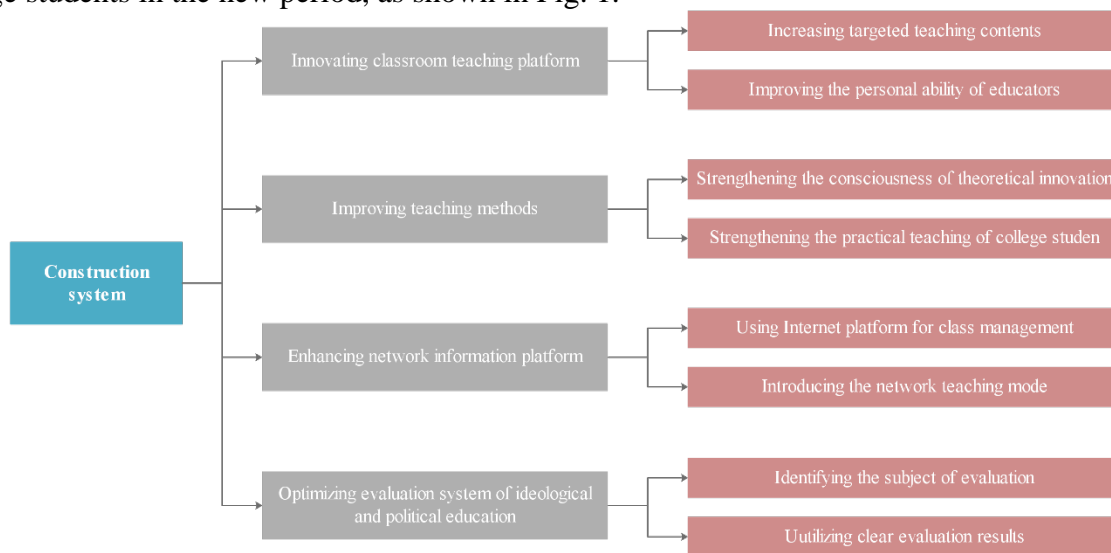 ge students in the new period, as shown in Fig. 1.
Increasing targeted teaching contents
Innovating classroom teaching platform
Improving the personal ability of educators
Strengthening the consciousness of theoretical innovation
Improving teaching methods
Strengthening the practical teaching of college studen
Construction
system
Using Internet platform for class management
Enhancing network information platform
Introducing the network teaching mode
Identifying the subject of evaluation
Optimizing evaluation system of ideological
and political education
Uutilizing clear evaluation results